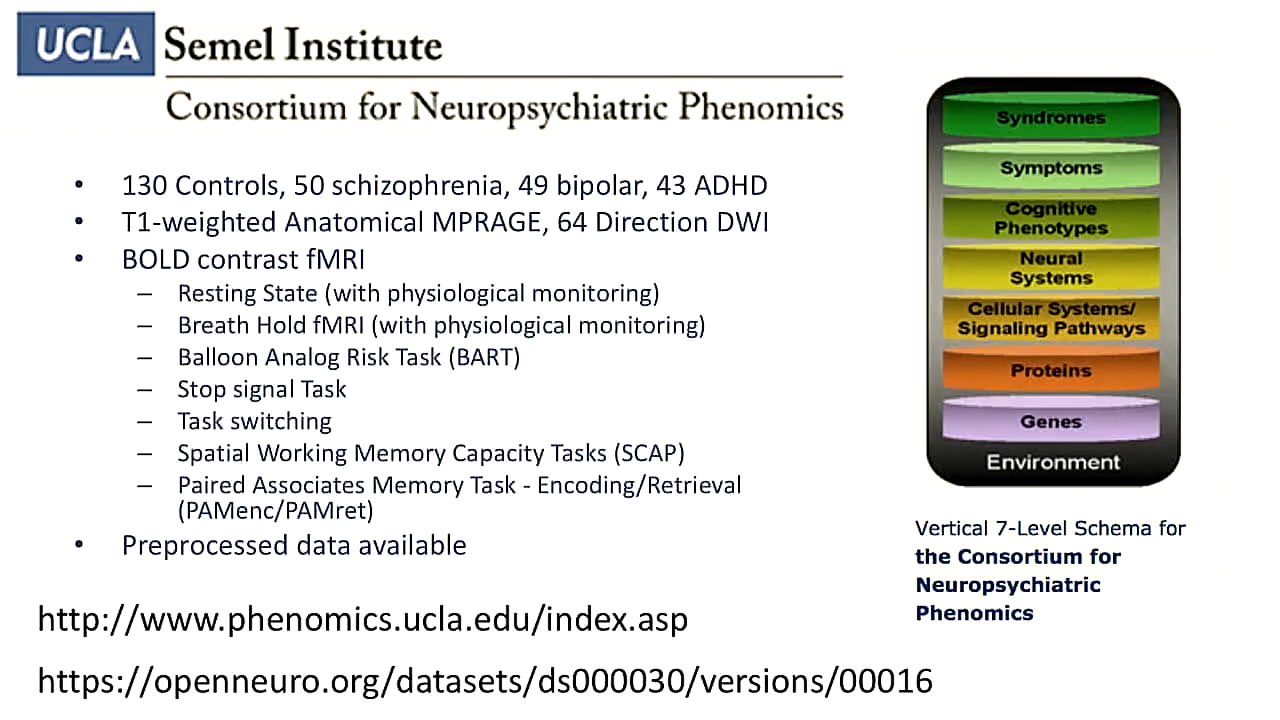 UCLA Semel Institute
Consortium for Neuropsychiatric Phenomics
• 130 Controls, 50 schizophrenia, 49 bipolar, 43 ADHD
• T1-weighted Anatomical MPRAGE, 64 Direction DWI
• BOLD contrast fMRI
– Resting State (with physiological monitoring)
– Breath Hold fMRI (with physiological monitoring)
– Balloon Analog Risk Task (BART)
– Stop signal Task
– Task switching
– Spatial Working Memory Capacity Tasks (SCAP)
– Paired Associates Memory Task - Encoding/Retrieval
(PAMenc/PAMret)
• Preprocessed data available
http://www.phenomics.ucla.edu/index.asp
https://openneuro.org/datasets/ds000030/versions/00016
Syndromes
Symptoms
Cognitive
Phenotypes
Neural
Systems
Cellular Systems/
Signaling Pathways
Proteins
Genes
Environment
Vertical 7-Level Schema for
the Consortium for
Neuropsychiatric
Phenomics